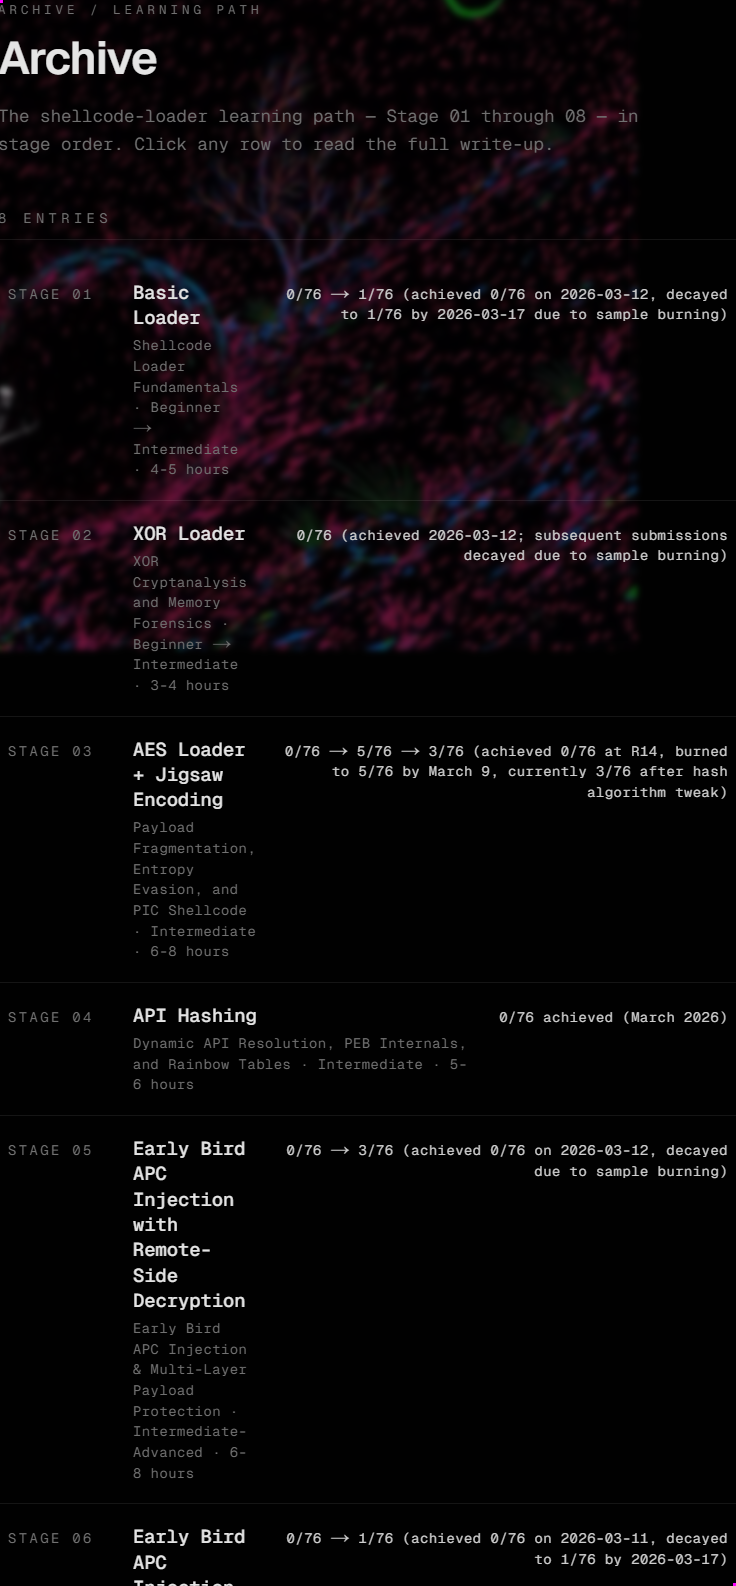 ARCHIVE / LEARNING PATH
Archive
The shellcode-loader learning path — Stage 01 through 08 — in
stage order. Click any row to read the full write-up.
8 ENTRIES
STAGE 01
Basic
Loader
Shellcode
Loader
Fundamentals
· Beginner
→
Intermediate
· 4-5 hours
0/76 → 1/76 (achieved 0/76 on 2026-03-12, decayed
to 1/76 by 2026-03-17 due to sample burning)
STAGE 02
XOR Loader
XOR
Cryptanalysis
and Memory
Forensics ·
Beginner →
Intermediate
· 3-4 hours
0/76 (achieved 2026-03-12; subsequent submissions
decayed due to sample burning)
STAGE 03
AES Loader
+ Jigsaw
Encoding
Payload
Fragmentation,
Entropy
Evasion, and
PIC Shellcode
· Intermediate
· 6-8 hours
0/76 → 5/76 → 3/76 (achieved 0/76 at R14, burned
to 5/76 by March 9, currently 3/76 after hash
algorithm tweak)
STAGE 04
API Hashing
Dynamic API Resolution, PEB Internals,
and Rainbow Tables · Intermediate · 5-
6 hours
0/76 achieved (March 2026)
STAGE 05
Early Bird
APC
Injection
with
Remote-
Side
Decryption
Early Bird
APC Injection
& Multi-Layer
Payload
Protection ·
Intermediate-
Advanced · 6-
8 hours
0/76 → 3/76 (achieved 0/76 on 2026-03-12, decayed
due to sample burning)
STAGE 06
Early Bird
APC
Injection
0/76 → 1/76 (achieved 0/76 on 2026-03-11, decayed
to 1/76 by 2026-03-17)